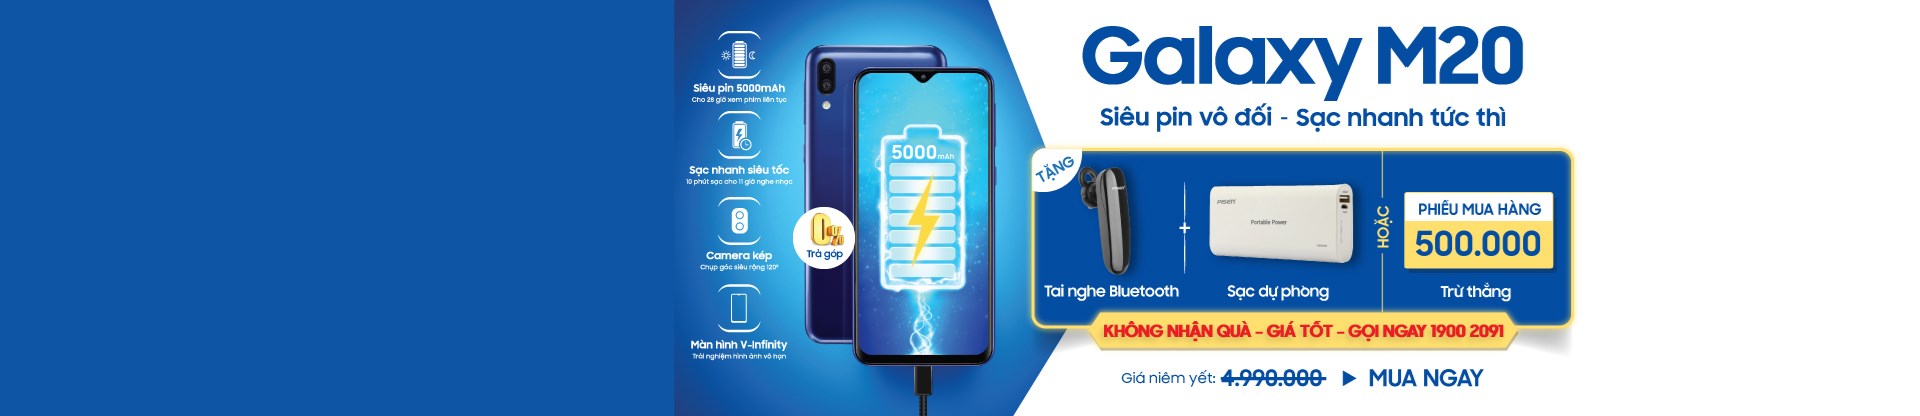 Siêu pin 5000mAh
Cho 28 giờ xem phim liên tục
Sạc nhanh siêu tốc
10 phút sạc cho 11 giờ nghe nhạc
Camera kép
Chụp góc siêu rộng 120°
Màn hình V-Infinity
Trải nghiệm hình ảnh vô hạn
0%
Trả góp
5000mAh
Galaxy M20
Siêu pin vô đối - Sạc nhanh tức thì
TẶNG
Tai nghe Bluetooth
+
PISEN
Portable Power
Sạc dự phòng
HOẶC
PHIẾU MUA HÀNG
500.000
Trừ thẳng
KHÔNG NHẬN QUÀ - GIÁ TỐT - GỌI NGAY 1900 2091
Giá niêm yết: 4.990.000 ► MUA NGAY